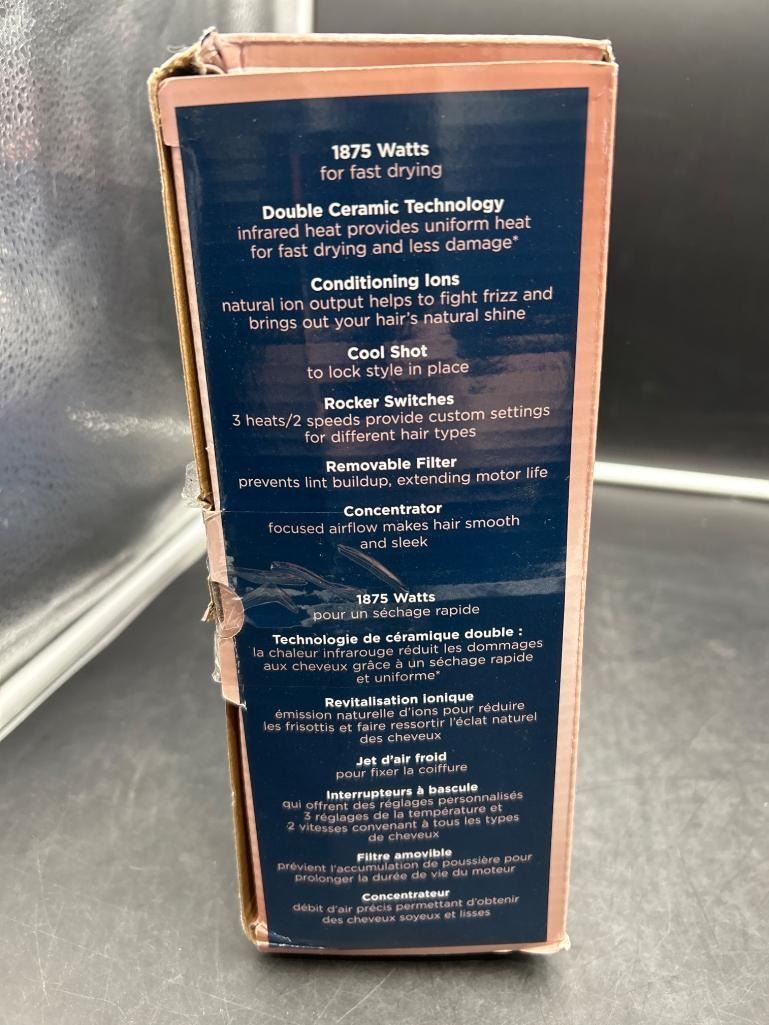 1875 Watts
for fast drying
Double Ceramic Technology
infrared heat provides uniform heat
for fast drying and less damage*
Conditioning Ions
natural ion output helps to fight frizz and
brings out your hair's natural shine
Cool Shot
to lock style in place
Rocker Switches
3 heats/2 speeds provide custom settings
for different hair types
Removable Filter
prevents lint buildup, extending motor life
Concentrator
focused airflow makes hair smooth
and sleek
1875 Watts
pour un séchage rapide
Technologie de céramique double :
la chaleur infrarouge réduit les dommages
aux cheveux grâce à un séchage rapide
et uniforme*
Revitalisation ionique
émission naturelle d'ions pour réduire
les frisottis et faire ressortir l'éclat naturel
des cheveux
Jet d'air froid
pour fixer la coiffure
Interrupteurs à bascule
qui offrent des réglages personnalisés
3 réglages de la température et
2 vitesses convenant à tous les types
de cheveux
Filtre amovible
prévient l'accumulation de poussière pour
prolonger la durée de vie du moteur
Concentrateur
débit d'air précis permettant d'obtenir
des cheveux soyeux et lisses